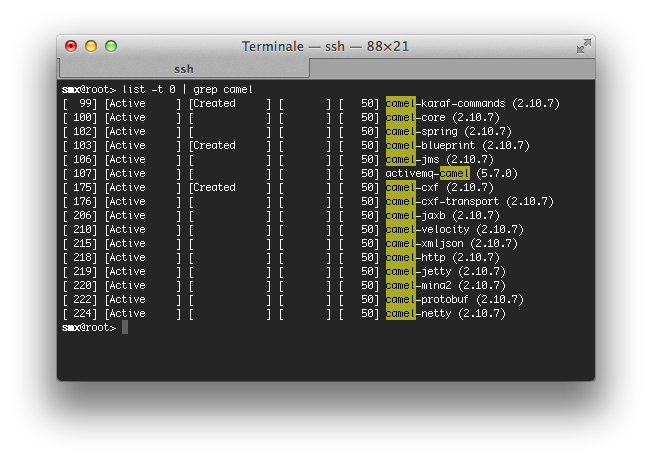 Terminale — ssh — 88×21
ssh
smx@root> list -t 0 | grep camel
[  99] [Active     ] [Created     ] [       ] [   50] camel-karaf-commands (2.10.7)
[ 100] [Active     ] [            ] [       ] [   50] camel-core (2.10.7)
[ 102] [Active     ] [            ] [       ] [   50] camel-spring (2.10.7)
[ 103] [Active     ] [Created     ] [       ] [   50] camel-blueprint (2.10.7)
[ 106] [Active     ] [            ] [       ] [   50] camel-jms (2.10.7)
[ 107] [Active     ] [            ] [       ] [   50] activemq-camel (5.7.0)
[ 175] [Active     ] [Created     ] [       ] [   50] camel-cxf (2.10.7)
[ 176] [Active     ] [            ] [       ] [   50] camel-cxf-transport (2.10.7)
[ 206] [Active     ] [            ] [       ] [   50] camel-jaxb (2.10.7)
[ 210] [Active     ] [            ] [       ] [   50] camel-velocity (2.10.7)
[ 215] [Active     ] [            ] [       ] [   50] camel-xmljson (2.10.7)
[ 218] [Active     ] [            ] [       ] [   50] camel-http (2.10.7)
[ 219] [Active     ] [            ] [       ] [   50] camel-jetty (2.10.7)
[ 220] [Active     ] [            ] [       ] [   50] camel-mina2 (2.10.7)
[ 222] [Active     ] [            ] [       ] [   50] camel-protobuf (2.10.7)
[ 224] [Active     ] [            ] [       ] [   50] camel-netty (2.10.7)
smx@root>